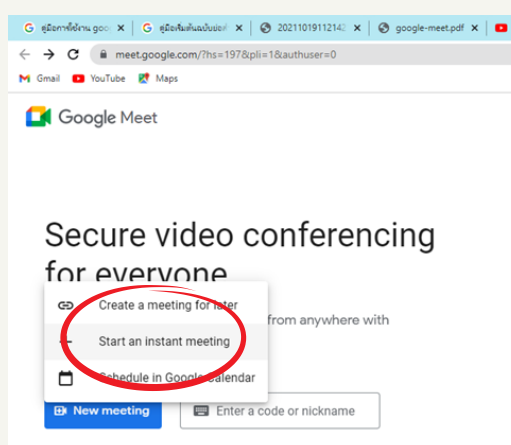 คู่มือการใช้งาน goo
คู่มือเริ่มต้นฉบับย่อสํ
20211019112142
google-meet.pdf
meet.google.com/?hs=197&pli=1&authuser=0
Gmail YouTube Maps
Google Meet
Secure video conferencing
for everyone
Create a meeting for later
from anywhere with
Start an instant meeting
Schedule in Google Calendar
New meeting
Enter a code or nickname